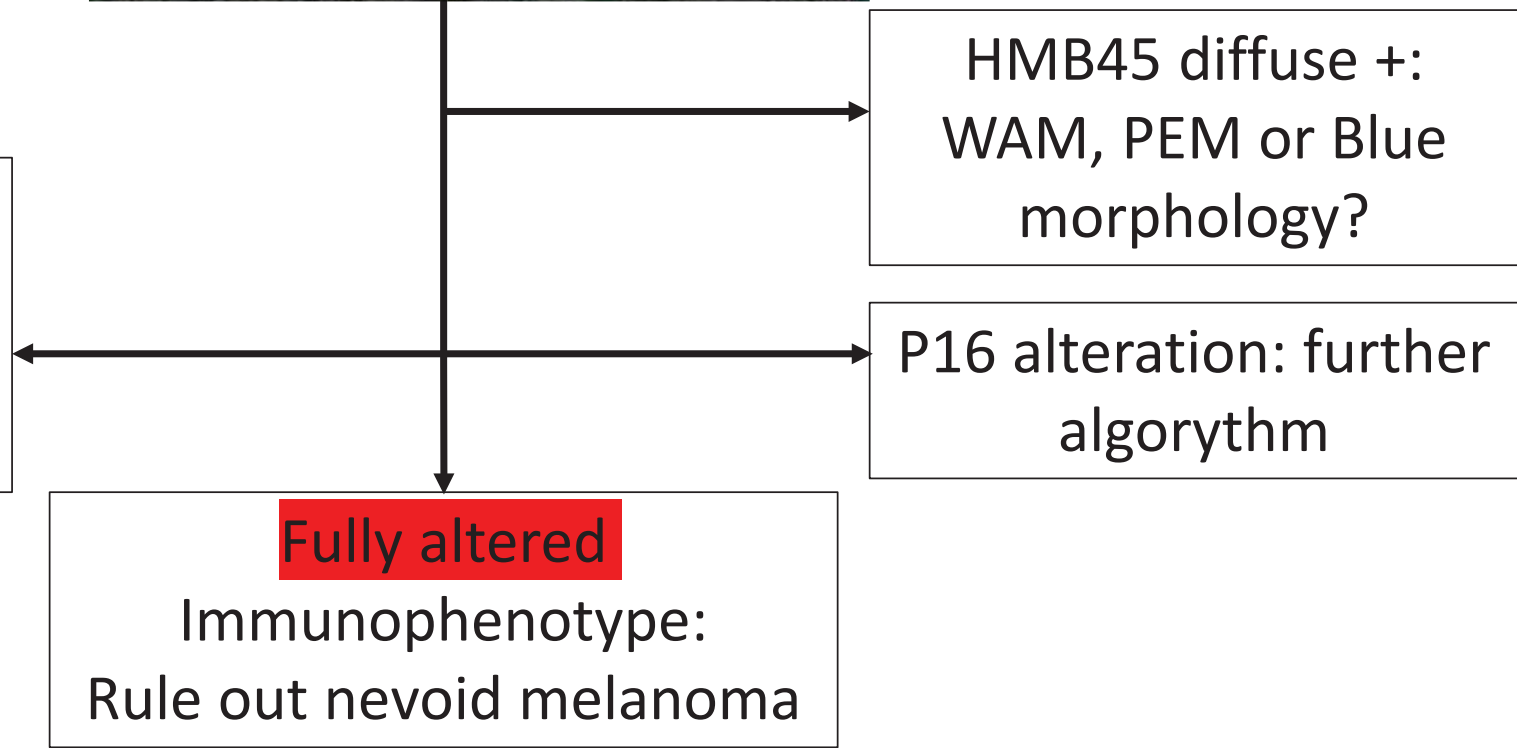 HMB45 diffuse +:
WAM, PEM or Blue
morphology?
P16 alteration: further
algorythm
Fully altered
Immunophenotype:
Rule out nevoid melanoma